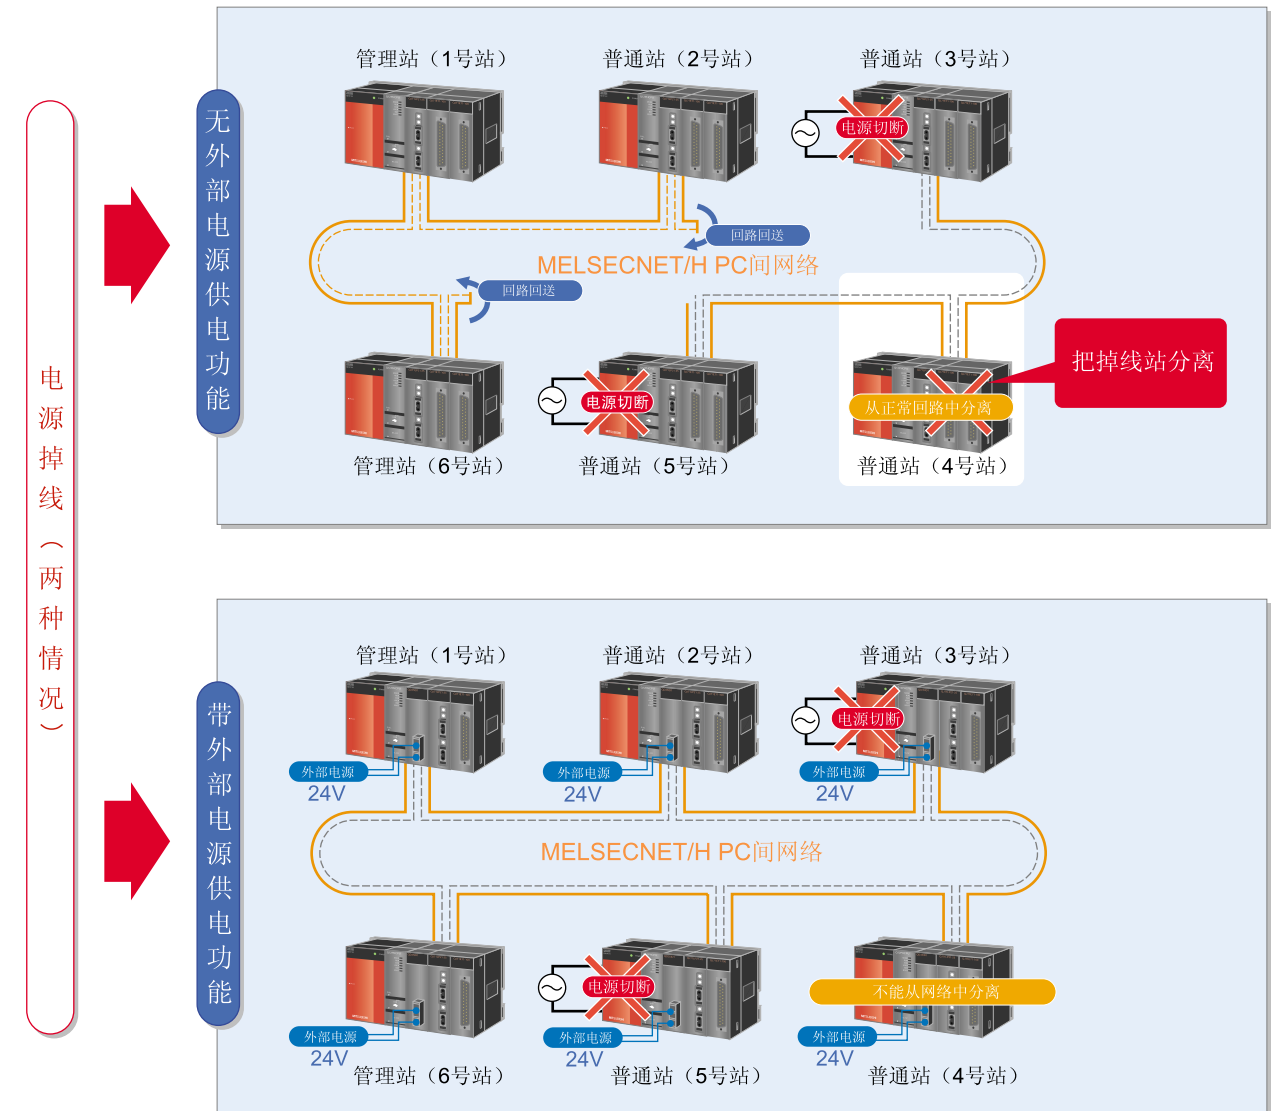 电源掉线（两种情况）
无外部电源供电功能
管理站（1号站）
普通站（2号站）
普通站（3号站）
电源切断
回路回送
MELSECNET/H PC间网络
回路回送
把掉线站分离
电源切断
从正常回路中分离
管理站（6号站）
普通站（5号站）
普通站（4号站）
带外部电源供电功能
管理站（1号站）
普通站（2号站）
普通站（3号站）
电源切断
外部电源
24V
外部电源
24V
外部电源
24V
MELSECNET/H PC间网络
电源切断
不能从网络中分离
外部电源
24V
外部电源
24V
外部电源
24V
管理站（6号站）
普通站（5号站）
普通站（4号站）